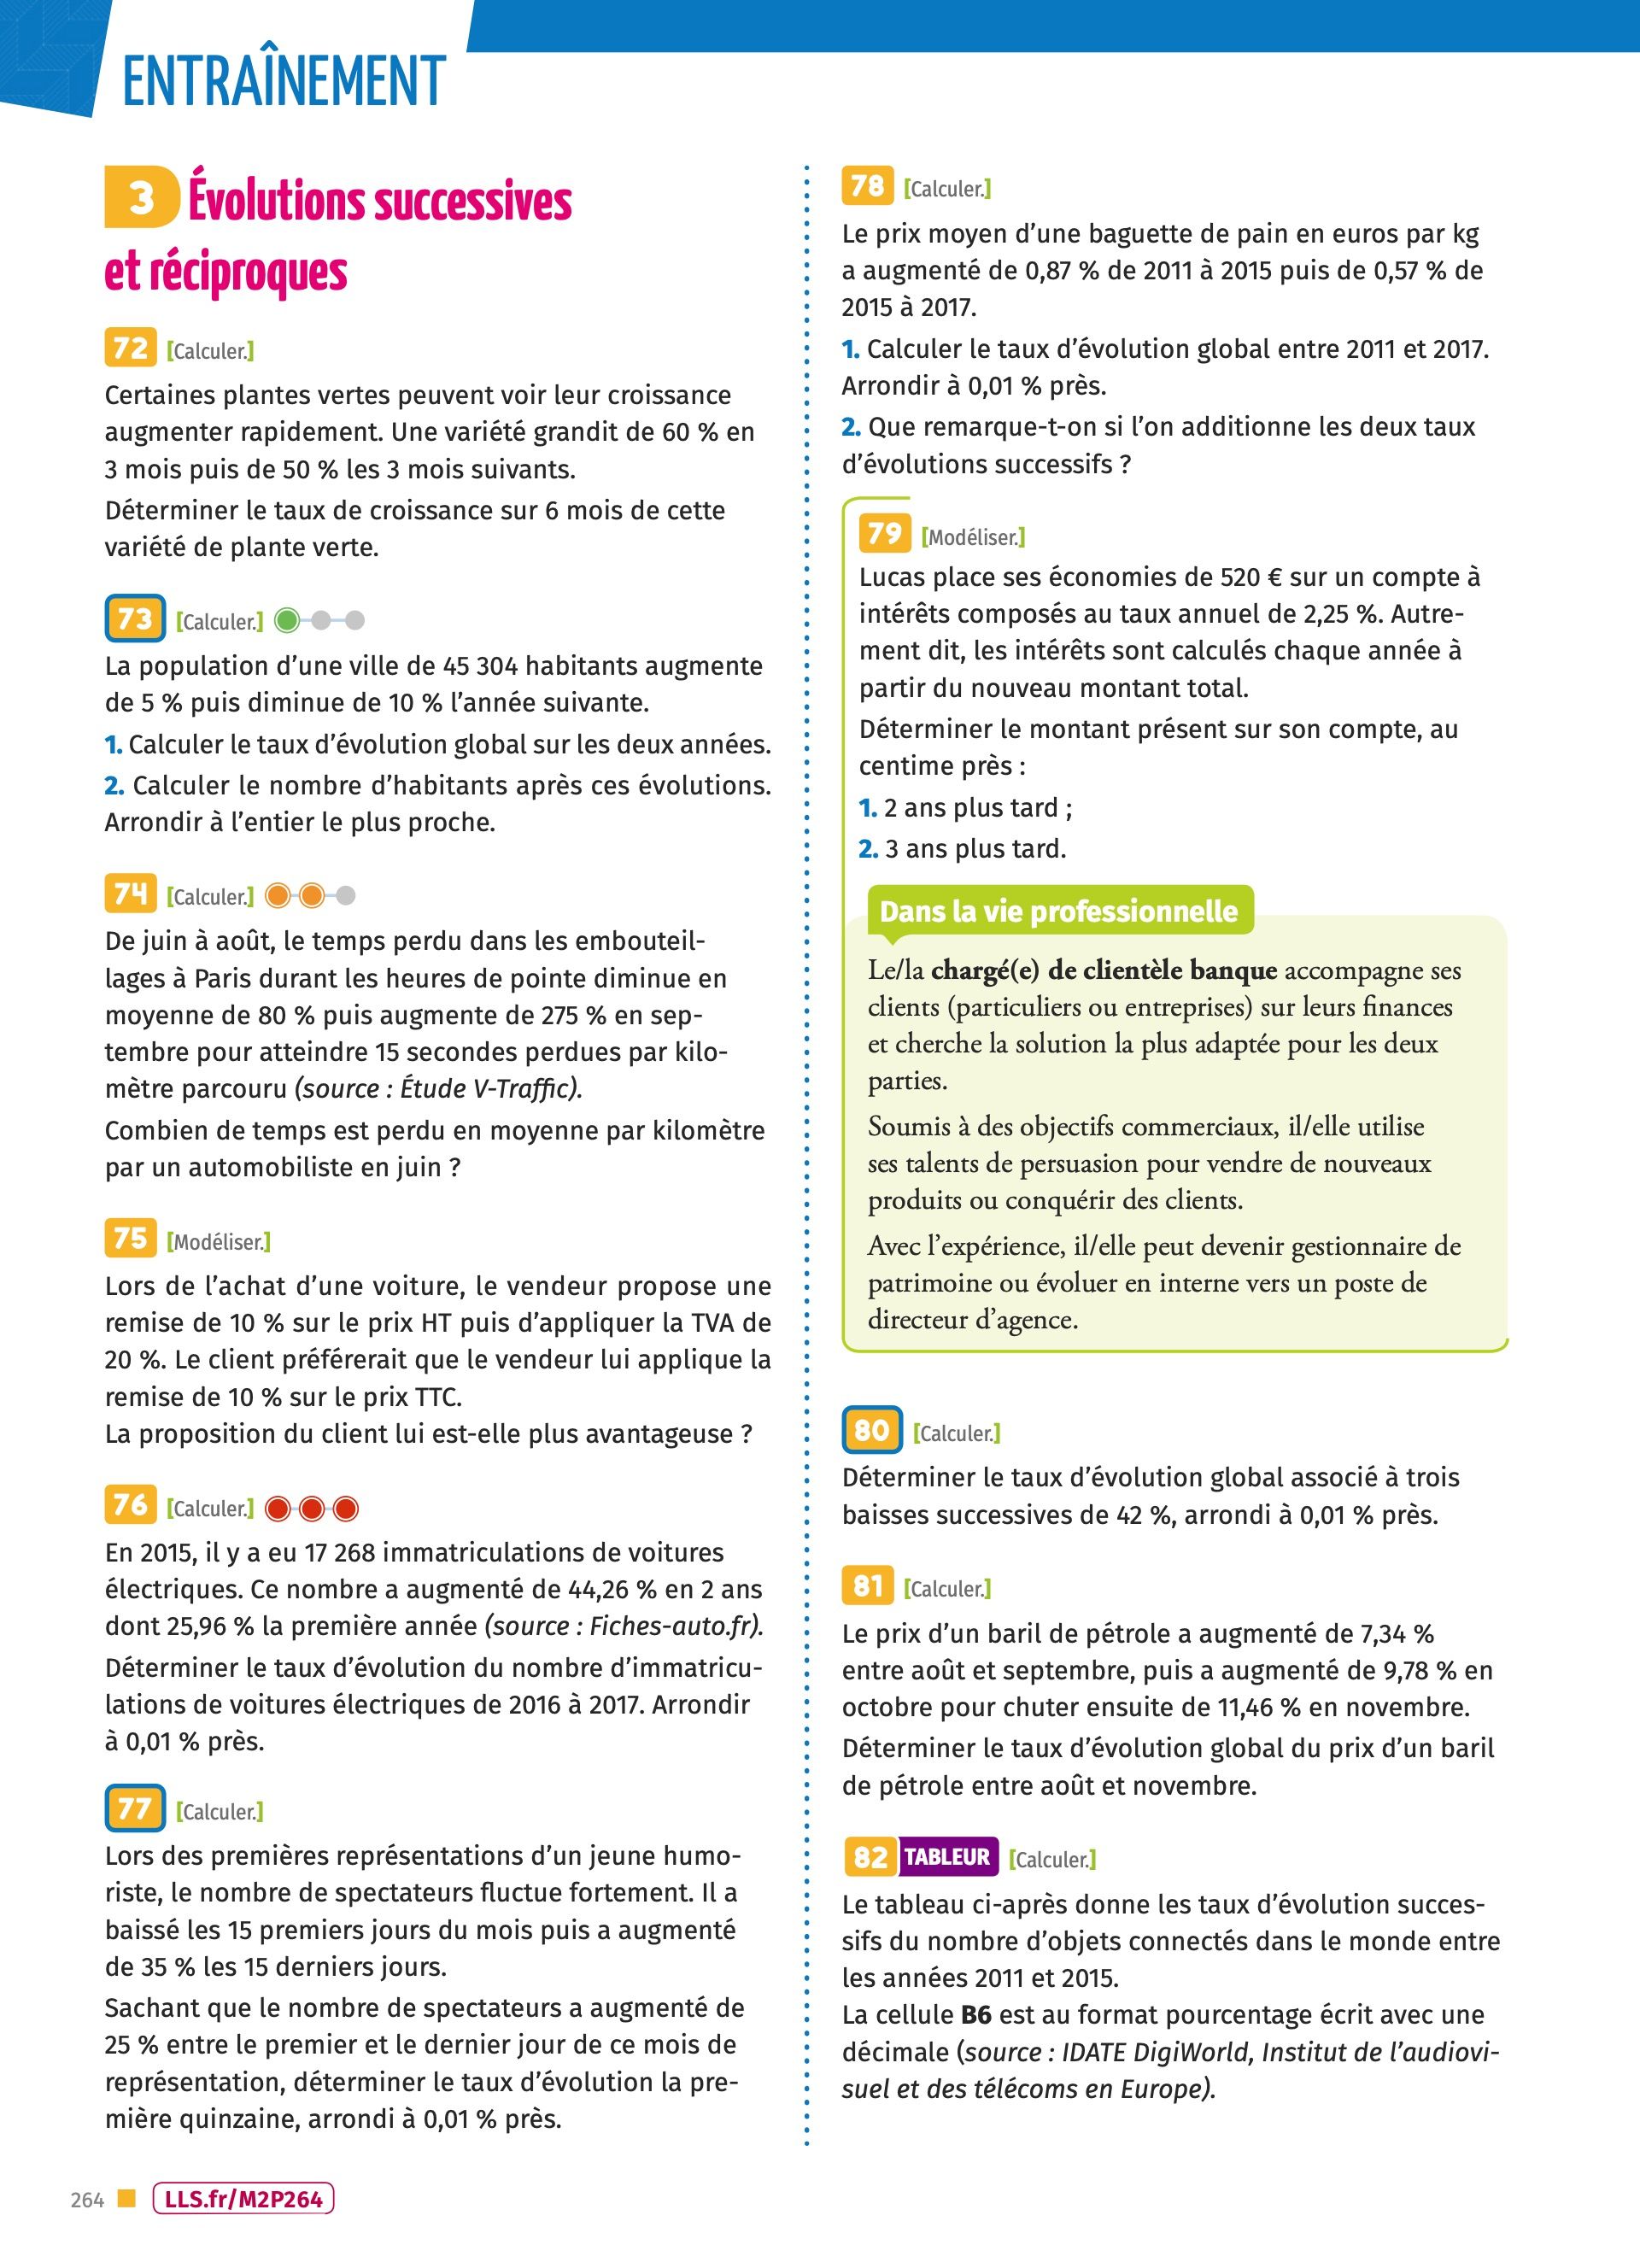 ENTRAÎNEMENT
3 Évolutions successives
et réciproques
72 [Calculer.]
Certaines plantes vertes peuvent voir leur croissance
augmenter rapidement. Une variété grandit de 60 % en
3 mois puis de 50 % les 3 mois suivants.
Déterminer le taux de croissance sur 6 mois de cette
variété de plante verte.
73 [Calculer.]
La population d’une ville de 45 304 habitants augmente
de 5 % puis diminue de 10 % l’année suivante.
1. Calculer le taux d’évolution global sur les deux années.
2. Calculer le nombre d’habitants après ces évolutions.
Arrondir à l’entier le plus proche.
74 [Calculer.]
De juin à août, le temps perdu dans les embouteil-
lages à Paris durant les heures de pointe diminue en
moyenne de 80 % puis augmente de 275 % en sep-
tembre pour atteindre 15 secondes perdues par kilo-
mètre parcouru (source : Étude V-Traffic).
Combien de temps est perdu en moyenne par kilomètre
par un automobiliste en juin ?
75 [Modéliser.]
Lors de l’achat d’une voiture, le vendeur propose une
remise de 10 % sur le prix HT puis d’appliquer la TVA de
20 %. Le client préférerait que le vendeur lui applique la
remise de 10 % sur le prix TTC.
La proposition du client lui est-elle plus avantageuse ?
76 [Calculer.]
En 2015, il y a eu 17 268 immatriculations de voitures
électriques. Ce nombre a augmenté de 44,26 % en 2 ans
dont 25,96 % la première année (source : Fiches-auto.fr).
Déterminer le taux d’évolution du nombre d’immatricu-
lations de voitures électriques de 2016 à 2017. Arrondir
à 0,01 % près.
77 [Calculer.]
Lors des premières représentations d’un jeune humo-
riste, le nombre de spectateurs fluctue fortement. Il a
baissé les 15 premiers jours du mois puis a augmenté
de 35 % les 15 derniers jours.
Sachant que le nombre de spectateurs a augmenté de
25 % entre le premier et le dernier jour de ce mois de
représentation, déterminer le taux d’évolution la pre-
mière quinzaine, arrondi à 0,01 % près.
78 [Calculer.]
Le prix moyen d’une baguette de pain en euros par kg
a augmenté de 0,87 % de 2011 à 2015 puis de 0,57 % de
2015 à 2017.
1. Calculer le taux d’évolution global entre 2011 et 2017.
Arrondir à 0,01 % près.
2. Que remarque-t-on si l’on additionne les deux taux
d’évolutions successifs ?
79 [Modéliser.]
Lucas place ses économies de 520 € sur un compte à
intérêts composés au taux annuel de 2,25 %. Autre-
ment dit, les intérêts sont calculés chaque année à
partir du nouveau montant total.
Déterminer le montant présent sur son compte, au
centime près :
1. 2 ans plus tard ;
2. 3 ans plus tard.
Dans la vie professionnelle
Le/la chargé(e) de clientèle banque accompagne ses
clients (particuliers ou entreprises) sur leurs finances
et cherche la solution la plus adaptée pour les deux
parties.
Soumis à des objectifs commerciaux, il/elle utilise
ses talents de persuasion pour vendre de nouveaux
produits ou conquérir des clients.
Avec l’expérience, il/elle peut devenir gestionnaire de
patrimoine ou évoluer en interne vers un poste de
directeur d’agence.
80 [Calculer.]
Déterminer le taux d’évolution global associé à trois
baisses successives de 42 %, arrondi à 0,01 % près.
81 [Calculer.]
Le prix d’un baril de pétrole a augmenté de 7,34 %
entre août et septembre, puis a augmenté de 9,78 % en
octobre pour chuter ensuite de 11,46 % en novembre.
Déterminer le taux d’évolution global du prix d’un baril
de pétrole entre août et novembre.
82 TABLEUR [Calculer.]
Le tableau ci-après donne les taux d’évolution succes-
sifs du nombre d’objets connectés dans le monde entre
les années 2011 et 2015.
La cellule B6 est au format pourcentage écrit avec une
décimale (source : IDATE DigiWorld, Institut de l’audiovi-
suel et des télécoms en Europe).
264 LLS.fr/M2P264